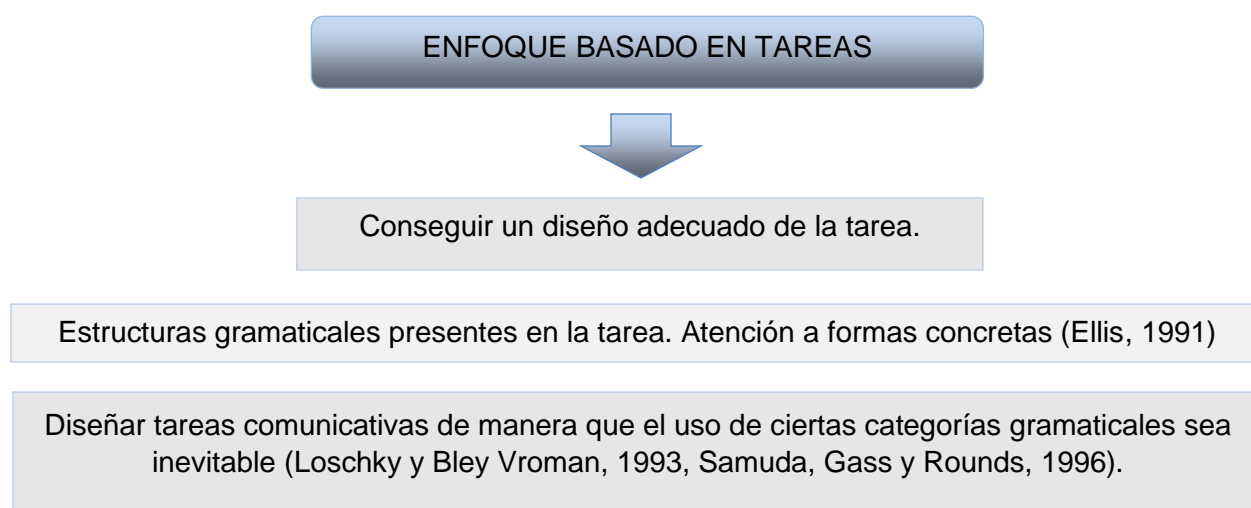 ENFOQUE BASADO EN TAREAS
Conseguir un diseño adecuado de la tarea.
Estructuras gramaticales presentes en la tarea. Atención a formas concretas (Ellis, 1991)
Diseñar tareas comunicativas de manera que el uso de ciertas categorías gramaticales sea
inevitable (Loschky y Bley Vroman, 1993, Samuda, Gass y Rounds, 1996).